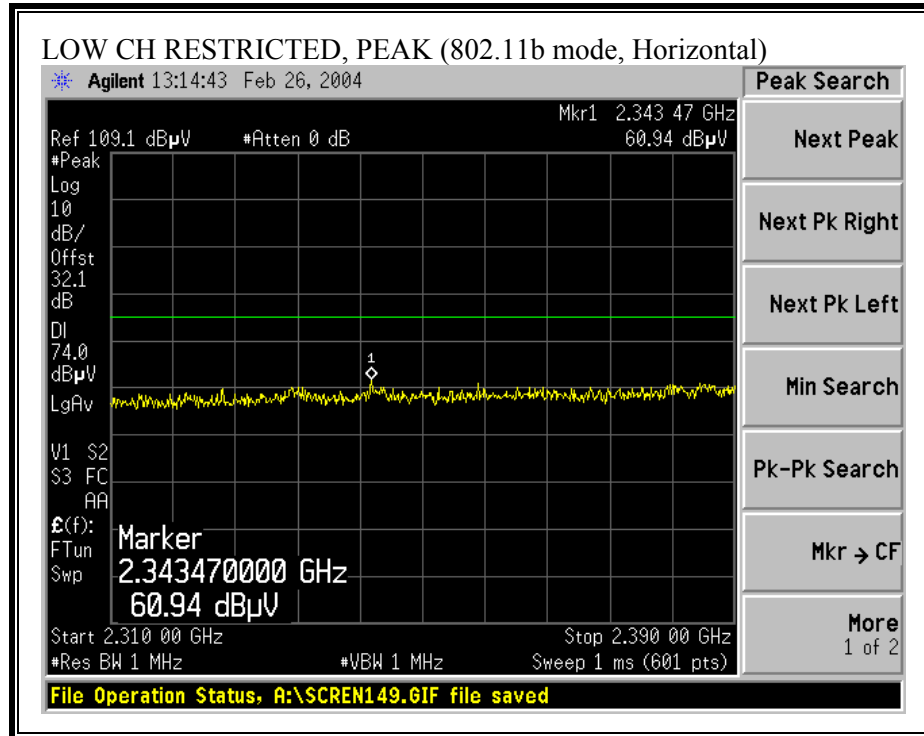 LOW CH RESTRICTED, PEAK (802.11b mode, Horizontal)
Agilent 13:14:43 Feb 26, 2004
Peak Search
Mkr1 2.343 47 GHz
Ref 109.1 dBµV #Atten 0 dB 60.94 dBµV
#Peak
Log
10
dB/
Offst
32.1
dB
DI
74.0
dBµV
LgAv
1
V1 S2
S3 FC
AA
£(f):
FTun
Swp
Marker
2.343470000 GHz
60.94 dBµV
Start 2.310 00 GHz Stop 2.390 00 GHz
#Res BW 1 MHz #VBW 1 MHz Sweep 1 ms (601 pts)
File Operation Status, A:\SCREN149.GIF file saved
Next Peak
Next Pk Right
Next Pk Left
Min Search
Pk-Pk Search
Mkr → CF
More
1 of 2